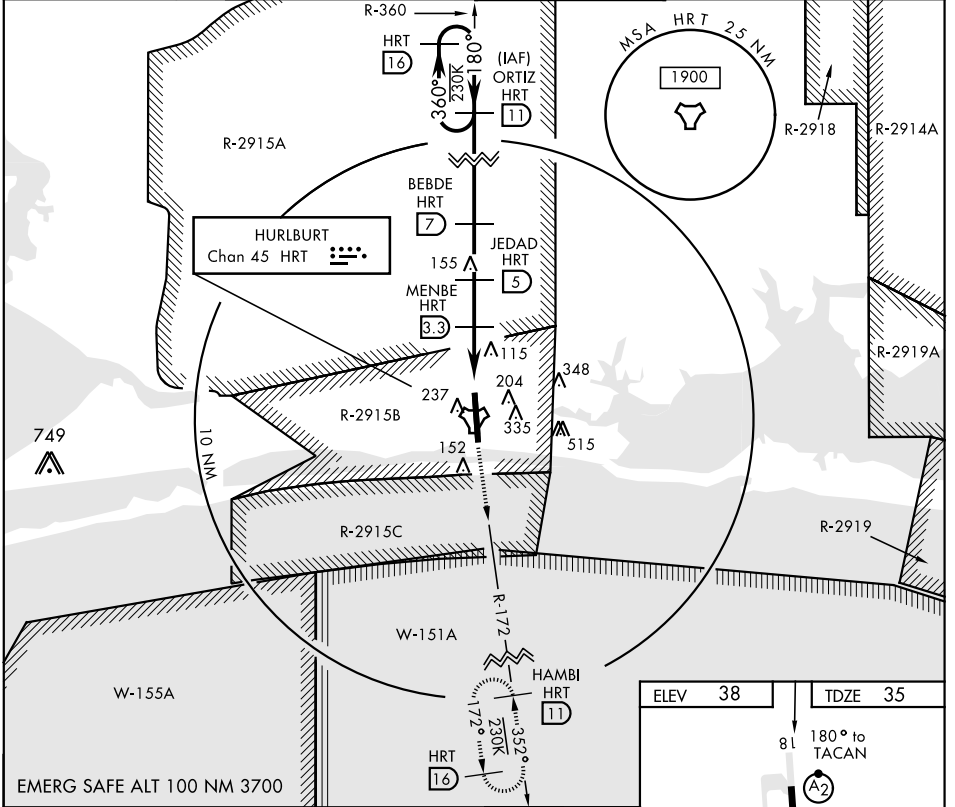 R-360
HRT
16
360°
230K
180°
(IAF)
ORTIZ
HRT
11
MSA HRT 25 NM
1900
R-2918
R-2914A
R-2915A
BEBDE
HRT
7
HURLBURT
Chan 45 HRT
155
JEDAD
HRT
5
MENBE
HRT
3.3
115
R-2919A
348
204
237
335
R-2915B
515
152
749
10 NM
R-2915C
R-2919
R-172
W-151A
W-155A
HAMBI
HRT
11
172°
230K
352°
HRT
16
EMERG SAFE ALT 100 NM 3700
ELEV 38
TDZE 35
18
180° to
TACAN
A2